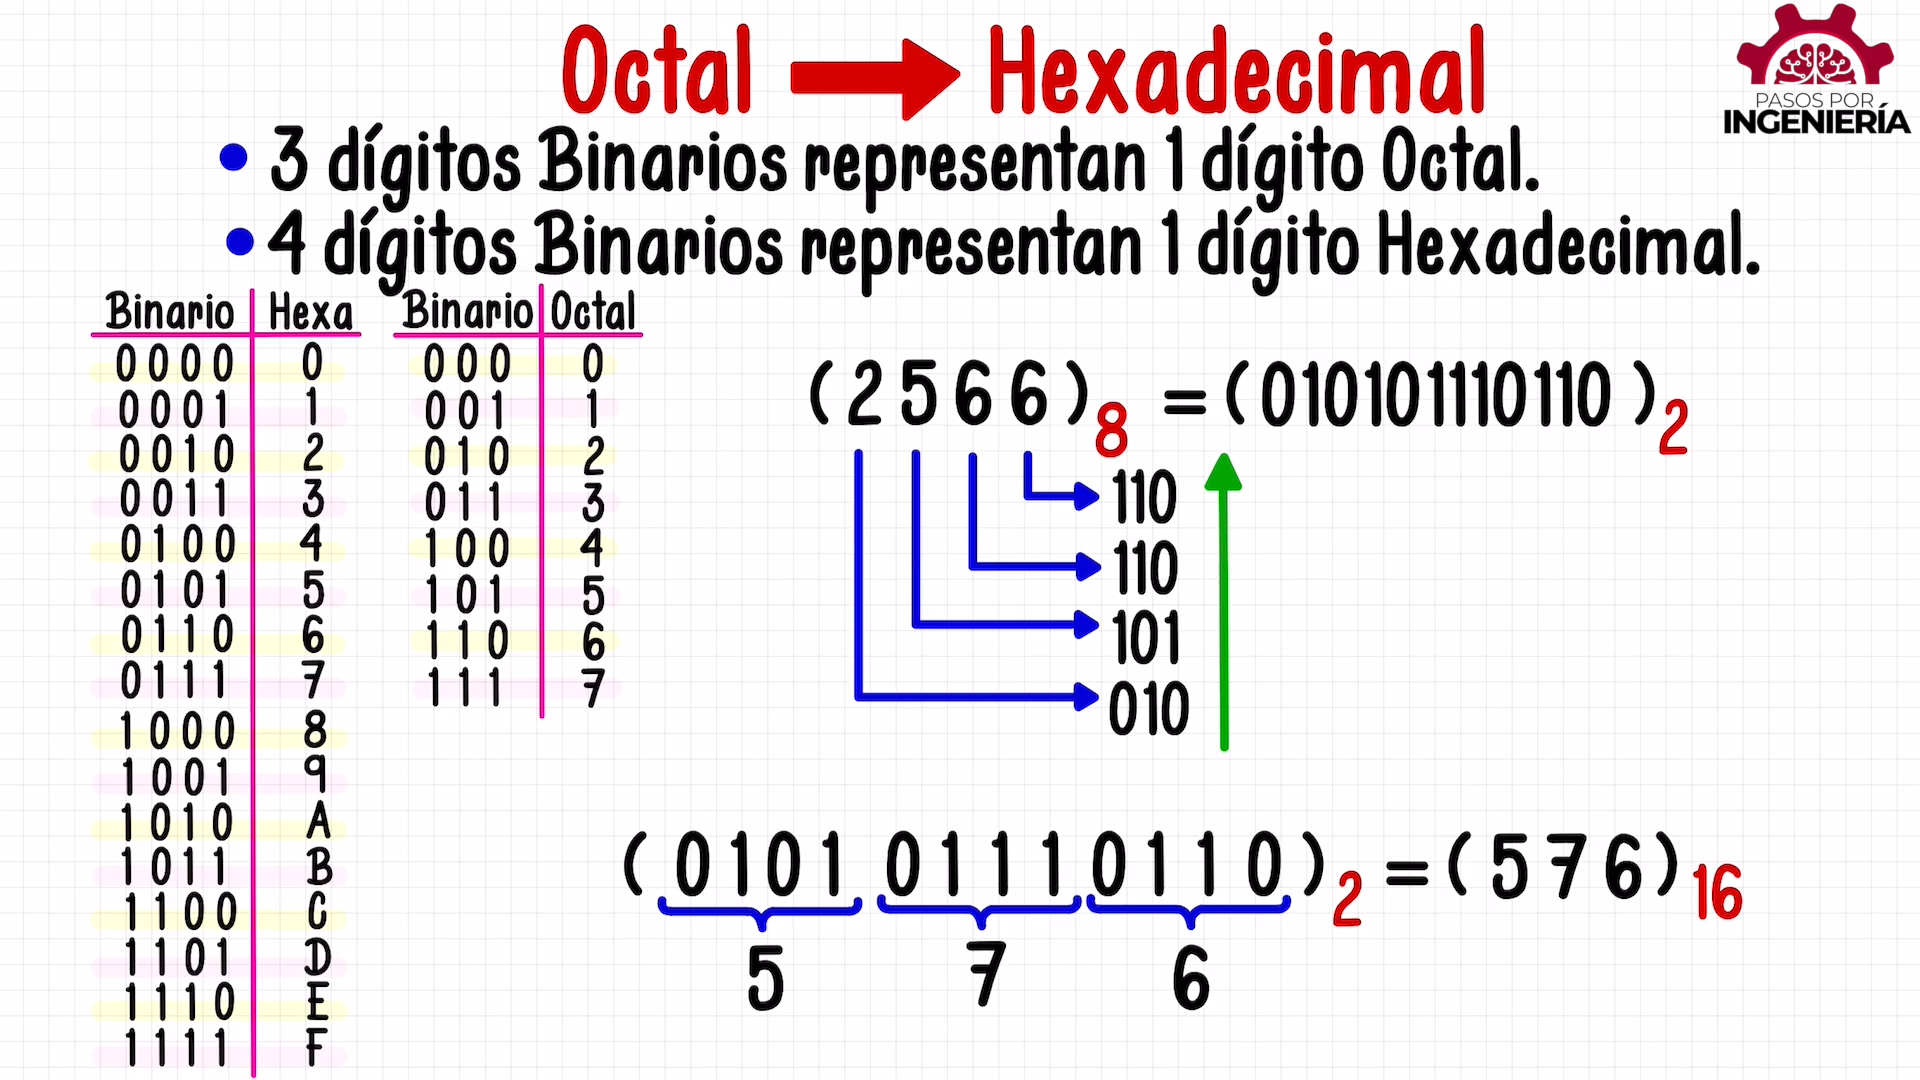 Octal Hexadecimal
PASOS POR
INGENIERÍA
• 3 dígitos Binarios representan 1 dígito Octal.
• 4 dígitos Binarios representan 1 dígito Hexadecimal.
Binario Hexa
0000 0
0001 1
0010 2
0011 3
0100 4
0101 5
0110 6
0111 7
1000 8
1001 9
1010 A
1011 B
1100 C
1101 D
1110 E
1111 F
Binario Octal
000 0
001 1
010 2
011 3
100 4
101 5
110 6
111 7
(2566)8 = (010101110110)2
110
110
101
010
(0101 0111 0110)2 = (576)16
5 7 6